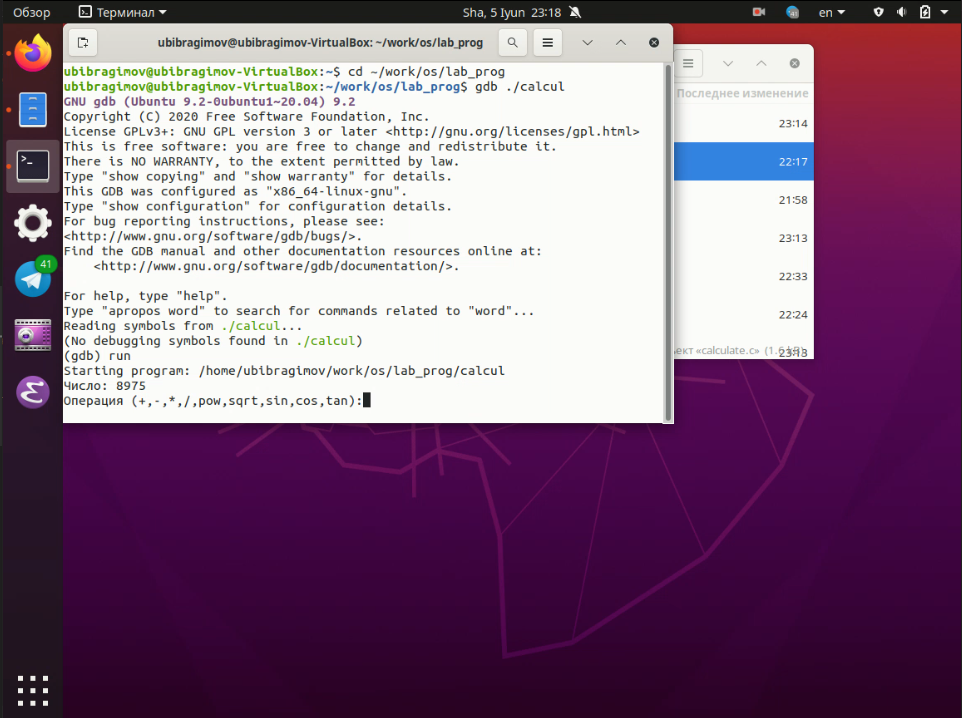 Обзор
Терминал
Sha, 5 Iyun 23:18
en
ubibragimov@ubibragimov-VirtualBox: ~/work/os/lab_prog
ubibragimov@ubibragimov-VirtualBox:~$ cd ~/work/os/lab_prog
ubibragimov@ubibragimov-VirtualBox:~/work/os/lab_prog$ gdb ./calcul
GNU gdb (Ubuntu 9.2-0ubuntu1~20.04) 9.2
Copyright (C) 2020 Free Software Foundation, Inc.
License GPLv3+: GNU GPL version 3 or later <http://gnu.org/licenses/gpl.html>
This is free software: you are free to change and redistribute it.
There is NO WARRANTY, to the extent permitted by law.
Type "show copying" and "show warranty" for details.
This GDB was configured as "x86_64-linux-gnu".
Type "show configuration" for configuration details.
For bug reporting instructions, please see:
<http://www.gnu.org/software/gdb/bugs/>.
Find the GDB manual and other documentation resources online at:
    <http://www.gnu.org/software/gdb/documentation/>.
For help, type "help".
Type "apropos word" to search for commands related to "word"...
Reading symbols from ./calcul...
(No debugging symbols found in ./calcul)
(gdb) run
Starting program: /home/ubibragimov/work/os/lab_prog/calcul
Число: 8975
Операция (+,-,*,/,pow,sqrt,sin,cos,tan):
Последнее изменение
23:14
22:17
21:58
23:13
22:33
22:24
23:13
«calculate.c»
41